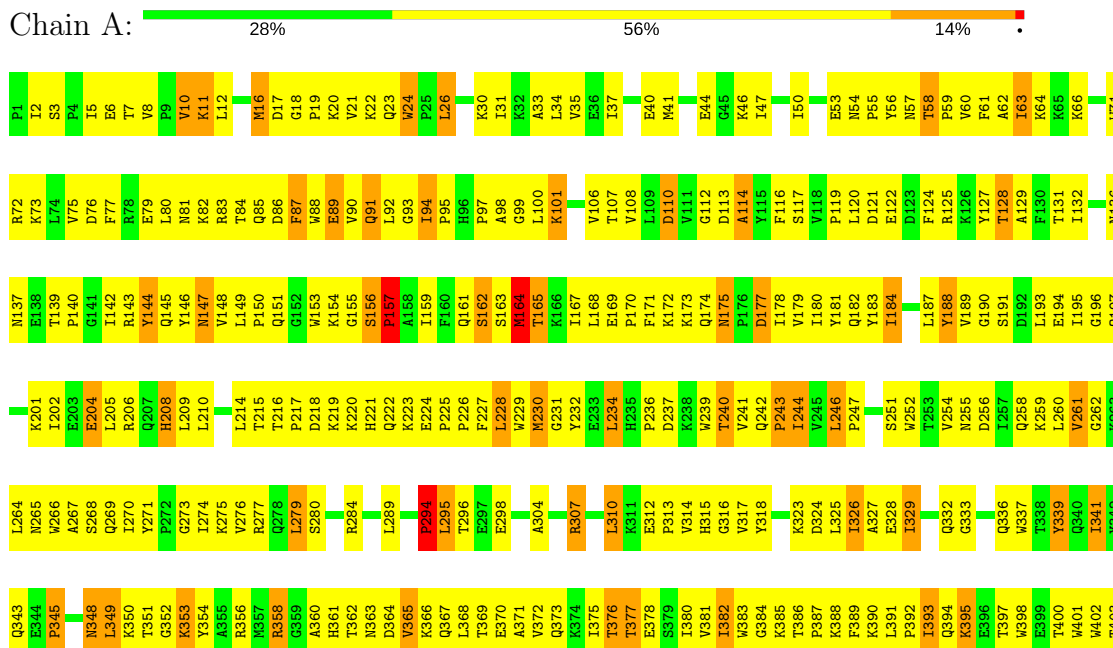 Chain A:
28% 56% 14% •
P1 I2 S3 P4 I5 E6 T7 V8 P9 V10 K11 L12 M16 D17 G18 P19 K20 V21 K22 Q23 W24 P25 L26 K30 I31 K32 A33 L34 V35 E36 I37 E40 M41 E44 G45 K46 I47 I50 E53 N54 P55 Y56 N57 T58 P59 V60 F61 A62 I63 K64 K65 K66
R72 K73 L74 V75 D76 F77 R78 E79 L80 N81 K82 R83 T84 Q85 D86 F87 W88 E89 V90 Q91 L92 G93 I94 P95 H96 P97 A98 G99 L100 K101 V106 T107 V108 L109 D110 V111 G112 D113 A114 Y115 F116 S117 V118 P119 L120 D121 E122 D123 F124 R125 K126 Y127 T128 A129 F130 T131 I132
N137 E138 T139 P140 G141 I142 R143 Y144 Q145 Y146 N147 V148 L149 P150 Q151 G152 W153 K154 G155 S156 P157 A158 I159 F160 Q161 S162 S163 M164 T165 K166 I167 L168 E169 P170 F171 K172 K173 Q174 N175 P176 D177 I178 V179 I180 Y181 Q182 Y183 I184 L187 Y188 V189 G190 S191 D192 L193 E194 I195 G196
K201 I202 E203 E204 L205 R206 Q207 H208 L209 L210 L214 T215 T216 P217 D218 K219 K220 H221 Q222 K223 E224 P225 P226 F227 L228 W229 M230 G231 Y232 E233 L234 H235 P236 D237 K238 W239 T240 V241 Q242 P243 I244 V245 L246 P247 S251 W252 T253 V254 N255 D256 I257 Q258 K259 L260 V261 G262
L264 N265 W266 A267 S268 Q269 I270 Y271 P272 G273 I274 K275 V276 R277 Q278 L279 S280 R284 L289 P294 L295 T296 E297 E298 A304 R307 L310 K311 E312 P313 V314 H315 G316 V317 Y318 K323 D324 L325 I326 A327 E328 I329 Q332 G333 Q336 W337 T338 Y339 Q340 I341
Q343 E344 P345 N348 L349 K350 T351 G352 K353 Y354 A355 R356 M357 R358 G359 A360 H361 T362 N363 D364 V365 K366 Q367 L368 T369 E370 A371 V372 Q373 K374 I375 T376 T377 E378 S379 I380 V381 I382 W383 G384 K385 T386 P387 K388 F389 K390 L391 P392 I393 Q394 K395 E396 T397 W398 E399 T400 W401 W402